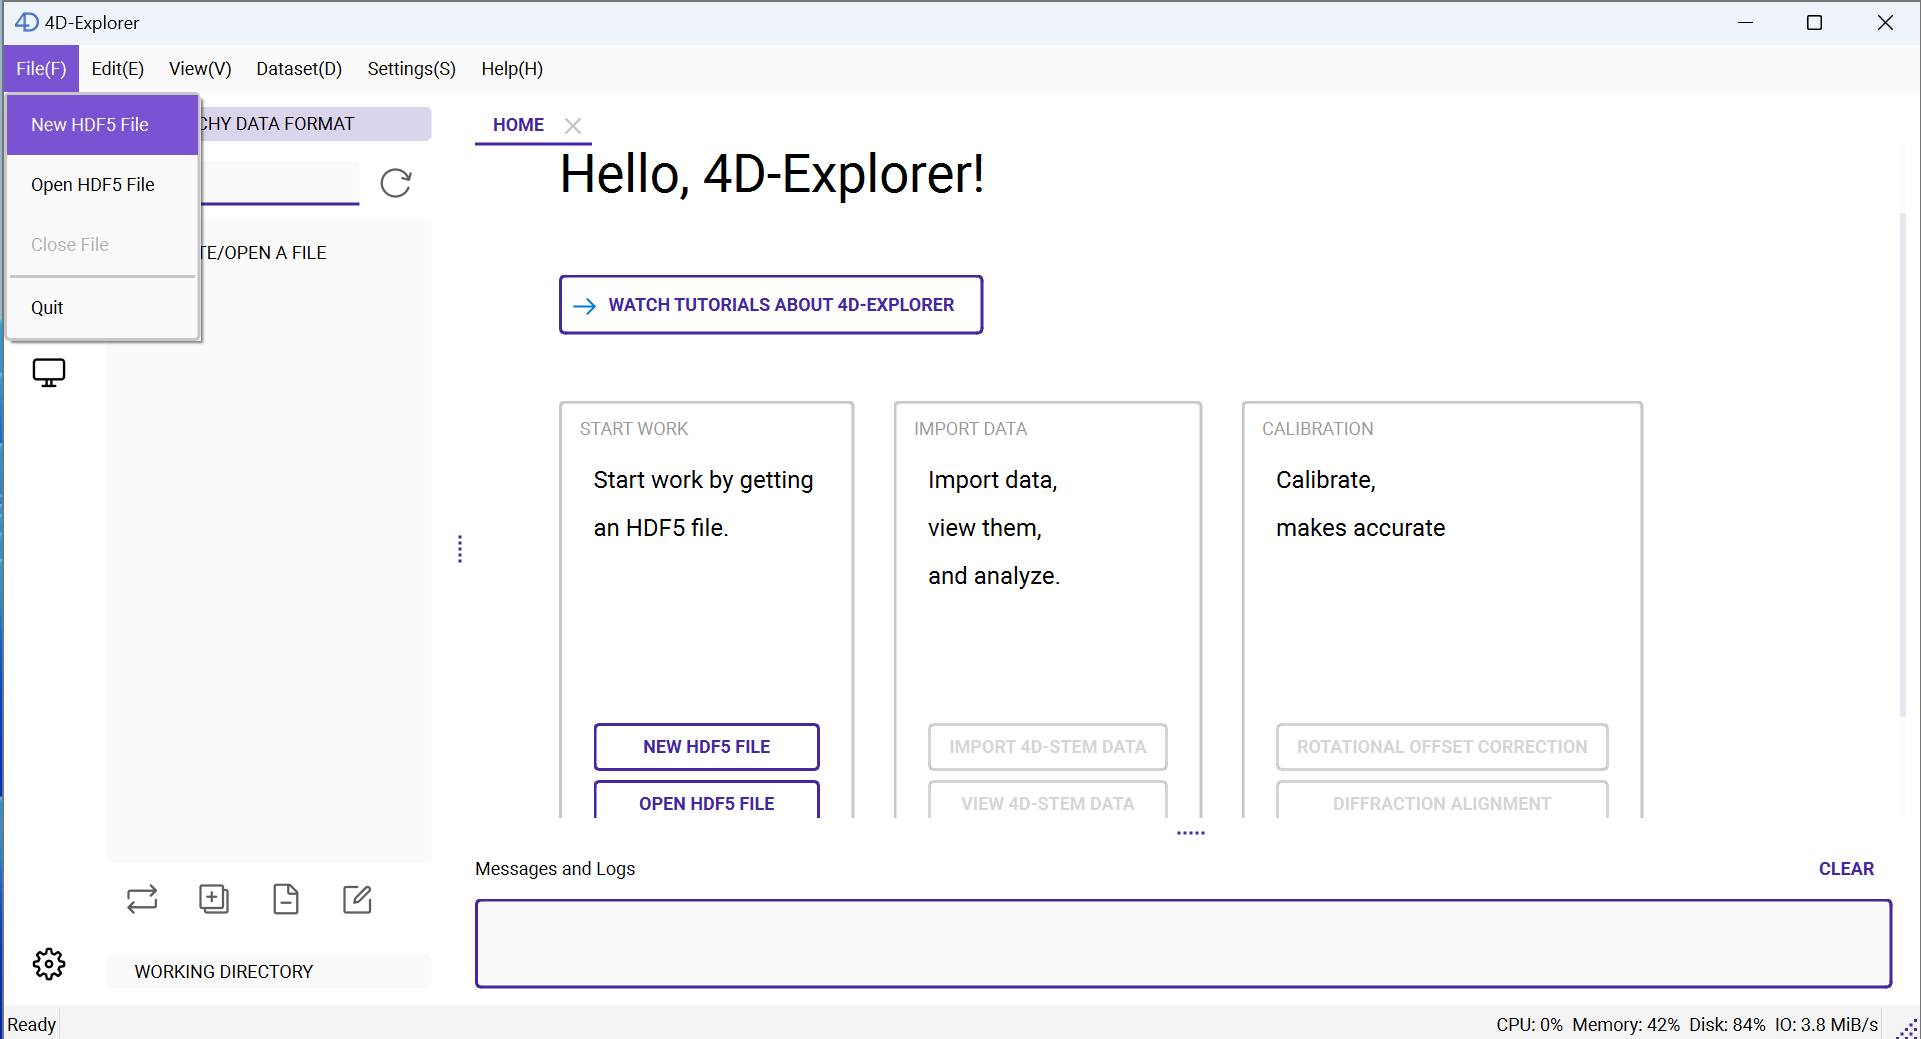 4D-Explorer
File(F) Edit(E) View(V) Dataset(D) Settings(S) Help(H)
New HDF5 File
Open HDF5 File
Close File
Quit
CHY DATA FORMAT
TE/OPEN A FILE
WORKING DIRECTORY
HOME
Hello, 4D-Explorer!
WATCH TUTORIALS ABOUT 4D-EXPLORER
START WORK
Start work by getting
an HDF5 file.
NEW HDF5 FILE
OPEN HDF5 FILE
IMPORT DATA
Import data,
view them,
and analyze.
IMPORT 4D-STEM DATA
VIEW 4D-STEM DATA
CALIBRATION
Calibrate,
makes accurate
ROTATIONAL OFFSET CORRECTION
DIFFRACTION ALIGNMENT
Messages and Logs
CLEAR
Ready
CPU: 0% Memory: 42% Disk: 84% IO: 3.8 MiB/s